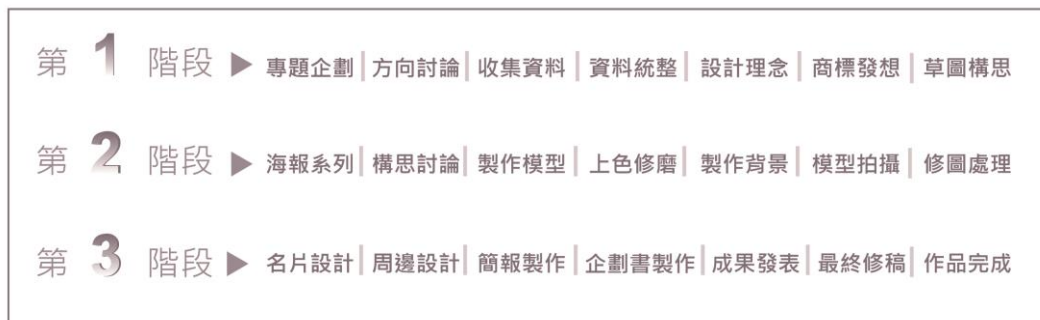 第 1 階段 ▶ 專題企劃 | 方向討論 | 收集資料 | 資料統整 | 設計理念 | 商標發想 | 草圖構思
第 2 階段 ▶ 海報系列 | 構思討論 | 製作模型 | 上色修磨 | 製作背景 | 模型拍攝 | 修圖處理
第 3 階段 ▶ 名片設計 | 周邊設計 | 簡報製作 | 企劃書製作 | 成果發表 | 最終修稿 | 作品完成